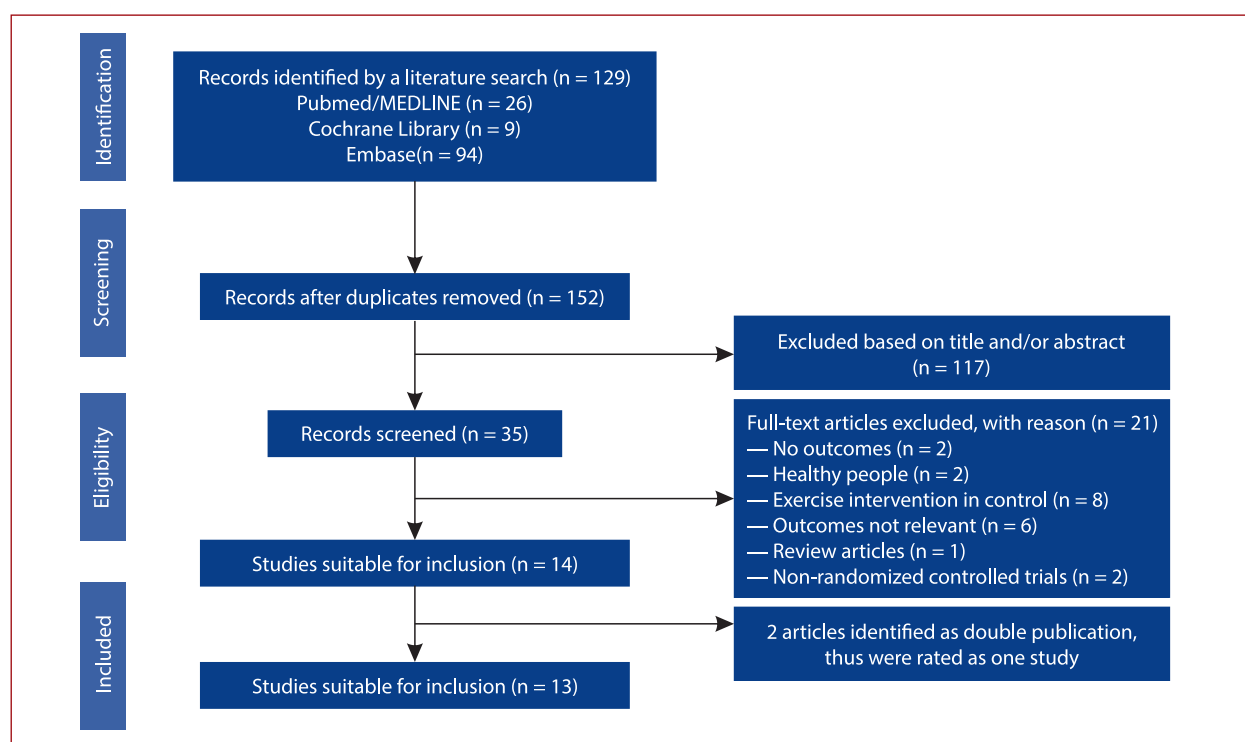 Identification
Records identified by a literature search (n = 129)
Pubmed/MEDLINE (n = 26)
Cochrane Library (n = 9)
Embase(n = 94)
Screening
Records after duplicates removed (n = 152)
Excluded based on title and/or abstract
(n = 117)
Eligibility
Records screened (n = 35)
Full-text articles excluded, with reason (n = 21)
— No outcomes (n = 2)
— Healthy people (n = 2)
— Exercise intervention in control (n = 8)
— Outcomes not relevant (n = 6)
— Review articles (n = 1)
— Non-randomized controlled trials (n = 2)
Studies suitable for inclusion (n = 14)
Included
2 articles identified as double publication,
thus were rated as one study
Studies suitable for inclusion (n = 13)